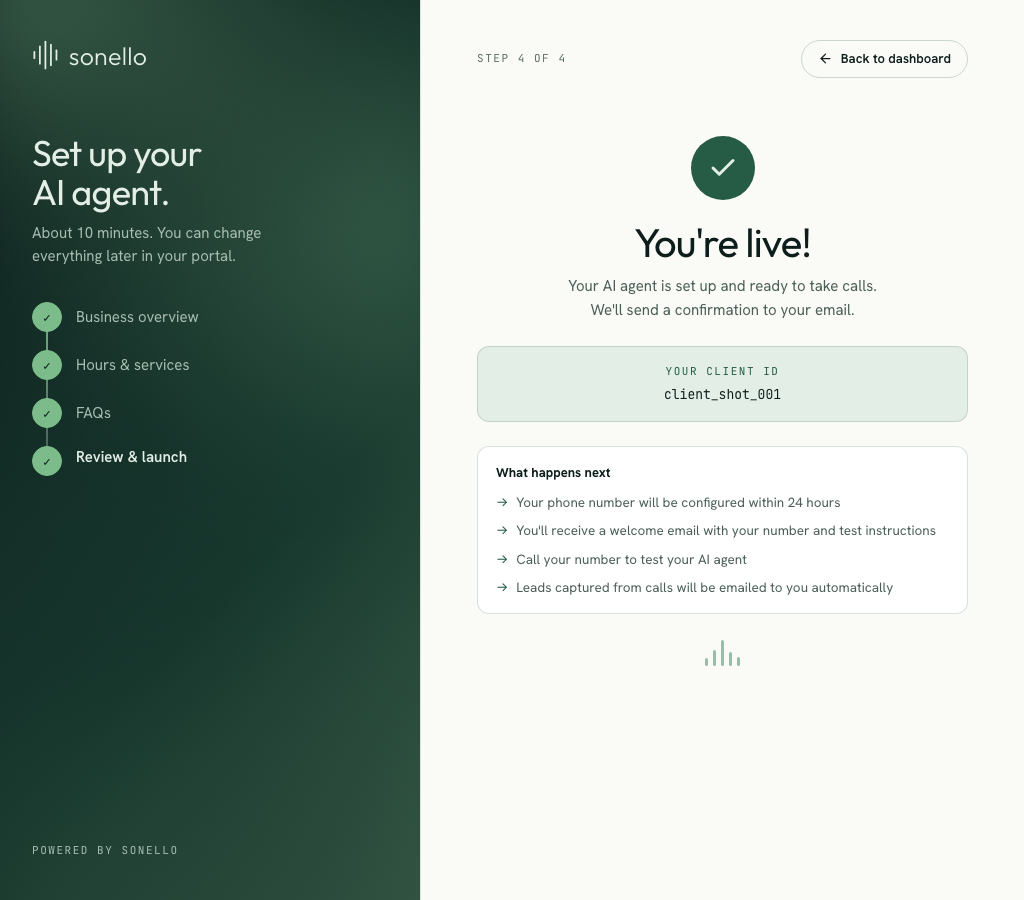 sonello
Set up your
AI agent.
About 10 minutes. You can change
everything later in your portal.
✓ Business overview
✓ Hours & services
✓ FAQs
✓ Review & launch
POWERED BY SONELLO
STEP 4 OF 4
← Back to dashboard
You're live!
Your AI agent is set up and ready to take calls.
We'll send a confirmation to your email.
YOUR CLIENT ID
client_shot_001
What happens next
→ Your phone number will be configured within 24 hours
→ You'll receive a welcome email with your number and test instructions
→ Call your number to test your AI agent
→ Leads captured from calls will be emailed to you automatically